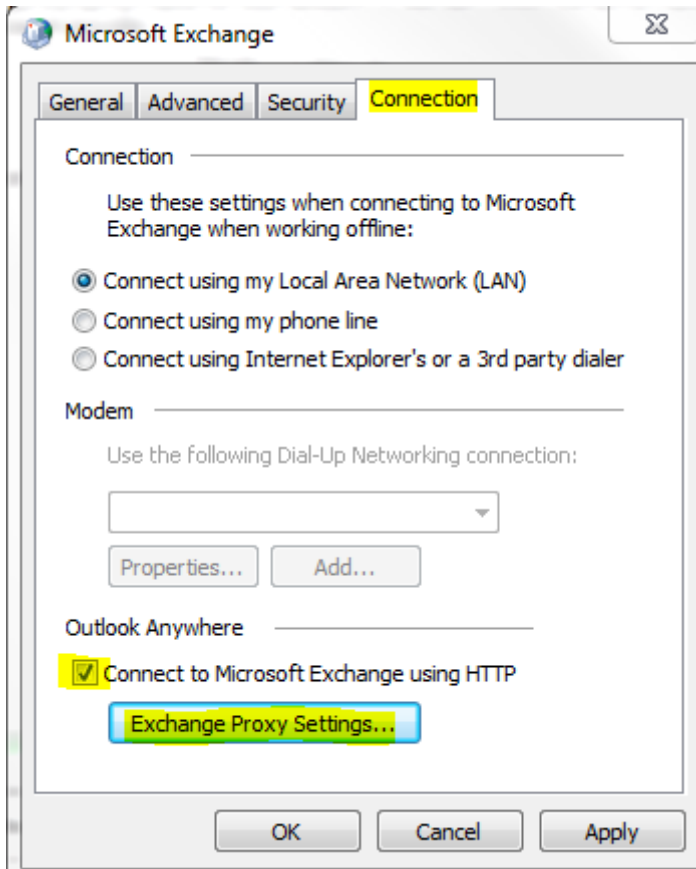 Microsoft Exchange
General Advanced Security Connection
Connection
Use these settings when connecting to Microsoft
Exchange when working offline:
Connect using my Local Area Network (LAN)
Connect using my phone line
Connect using Internet Explorer's or a 3rd party dialer
Modem
Use the following Dial-Up Networking connection:
Properties... Add...
Outlook Anywhere
Connect to Microsoft Exchange using HTTP
Exchange Proxy Settings...
OK Cancel Apply